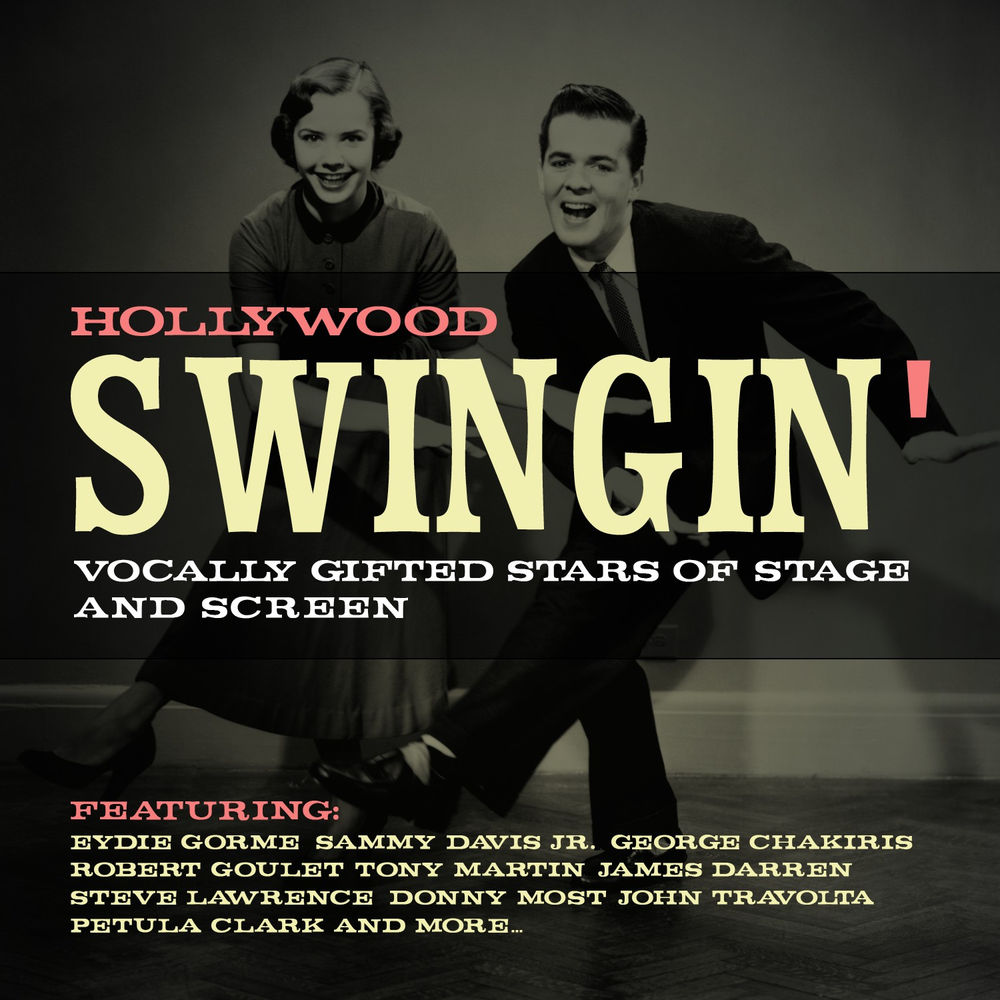 HOLLYWOOD
SWINGIN'
VOCALLY GIFTED STARS OF STAGE
AND SCREEN
FEATURING:
EYDIE GORME SAMMY DAVIS JR. GEORGE CHAKIRIS
ROBERT GOULET TONY MARTIN JAMES DARREN
STEVE LAWRENCE DONNY MOST JOHN TRAVOLTA
PETULA CLARK AND MORE...